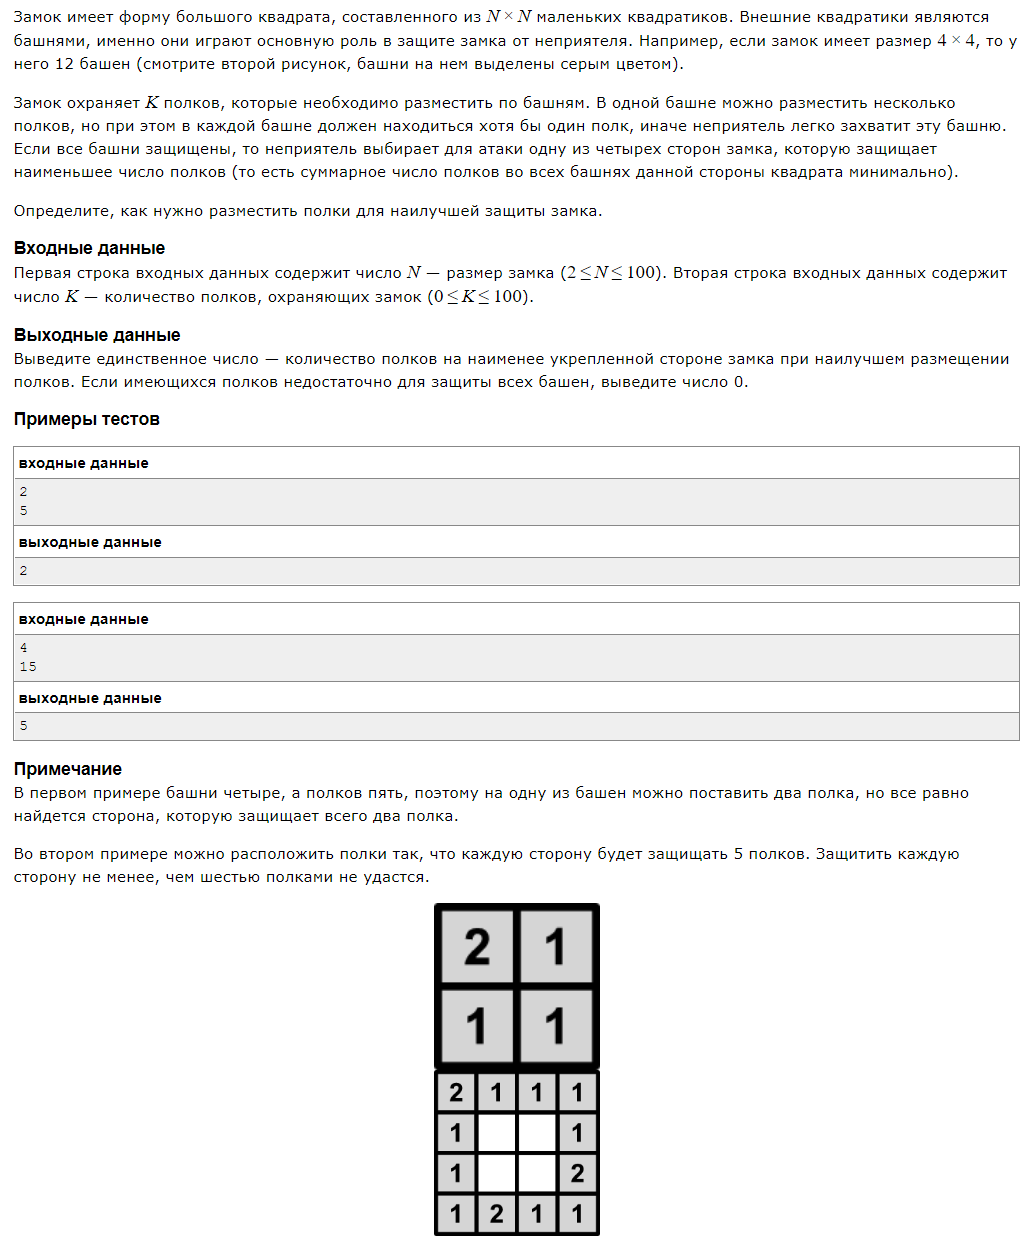 Замок имеет форму большого квадрата, составленного из N × N маленьких квадратиков. Внешние квадратики являются
башнями, именно они играют основную роль в защите замка от неприятеля. Например, если замок имеет размер 4 × 4, то у
него 12 башен (смотрите второй рисунок, башни на нем выделены серым цветом).
Замок охраняет K полков, которые необходимо разместить по башням. В одной башне можно разместить несколько
полков, но при этом в каждой башне должен находиться хотя бы один полк, иначе неприятель легко захватит эту башню.
Если все башни защищены, то неприятель выбирает для атаки одну из четырех сторон замка, которую защищает
наименьшее число полков (то есть суммарное число полков во всех башнях данной стороны квадрата минимально).
Определите, как нужно разместить полки для наилучшей защиты замка.
Входные данные
Первая строка входных данных содержит число N — размер замка (2 ≤ N ≤ 100). Вторая строка входных данных содержит
число K — количество полков, охраняющих замок (0 ≤ K ≤ 100).
Выходные данные
Выведите единственное число — количество полков на наименее укрепленной стороне замка при наилучшем размещении
полков. Если имеющихся полков недостаточно для защиты всех башен, выведите число 0.
Примеры тестов
входные данные
2
5
выходные данные
2
входные данные
4
15
выходные данные
5
Примечание
В первом примере башни четыре, а полков пять, поэтому на одну из башен можно поставить два полка, но все равно
найдется сторона, которую защищает всего два полка.
Во втором примере можно расположить полки так, что каждую сторону будет защищать 5 полков. Защитить каждую
сторону не менее, чем шестью полками не удастся.
2 1
1 1
2 1 1 1
1 1
1 2
1 2 1 1